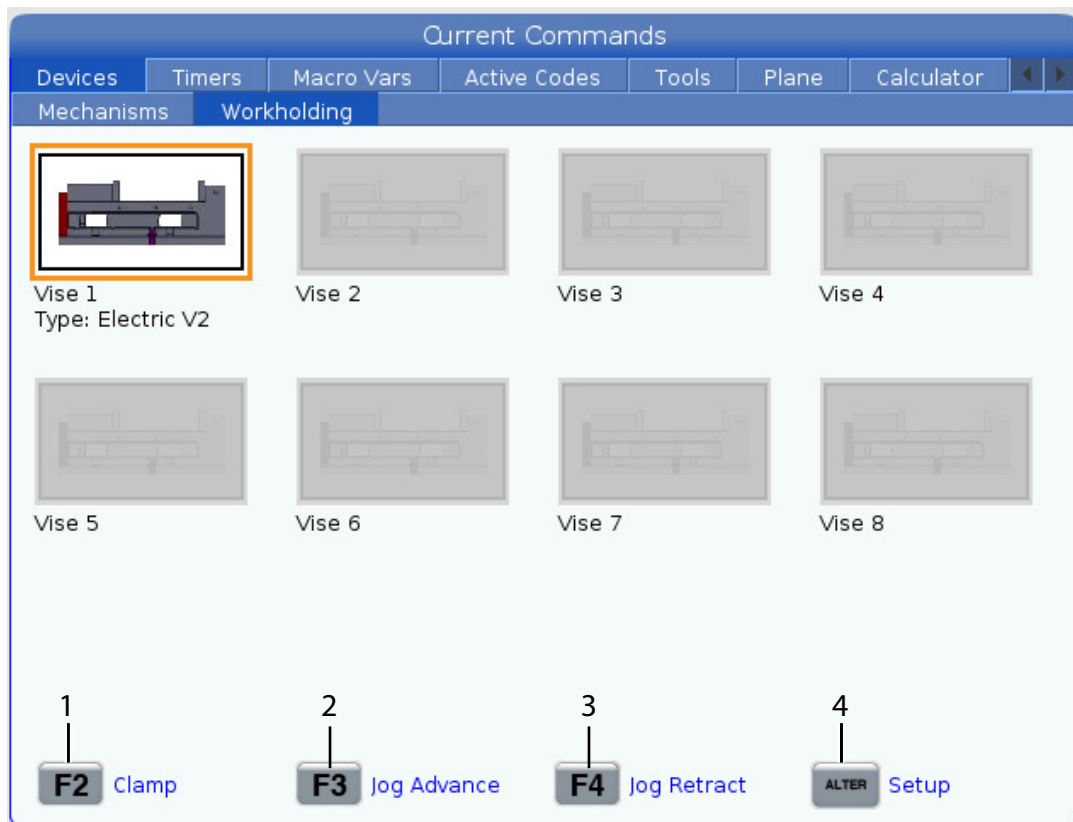 Current Commands
Devices Timers Macro Vars Active Codes Tools Plane Calculator
Mechanisms Workholding
Vise 1 Vise 2 Vise 3 Vise 4
Type: Electric V2
Vise 5 Vise 6 Vise 7 Vise 8
1 2 3 4
F2 Clamp F3 Jog Advance F4 Jog Retract ALTER Setup